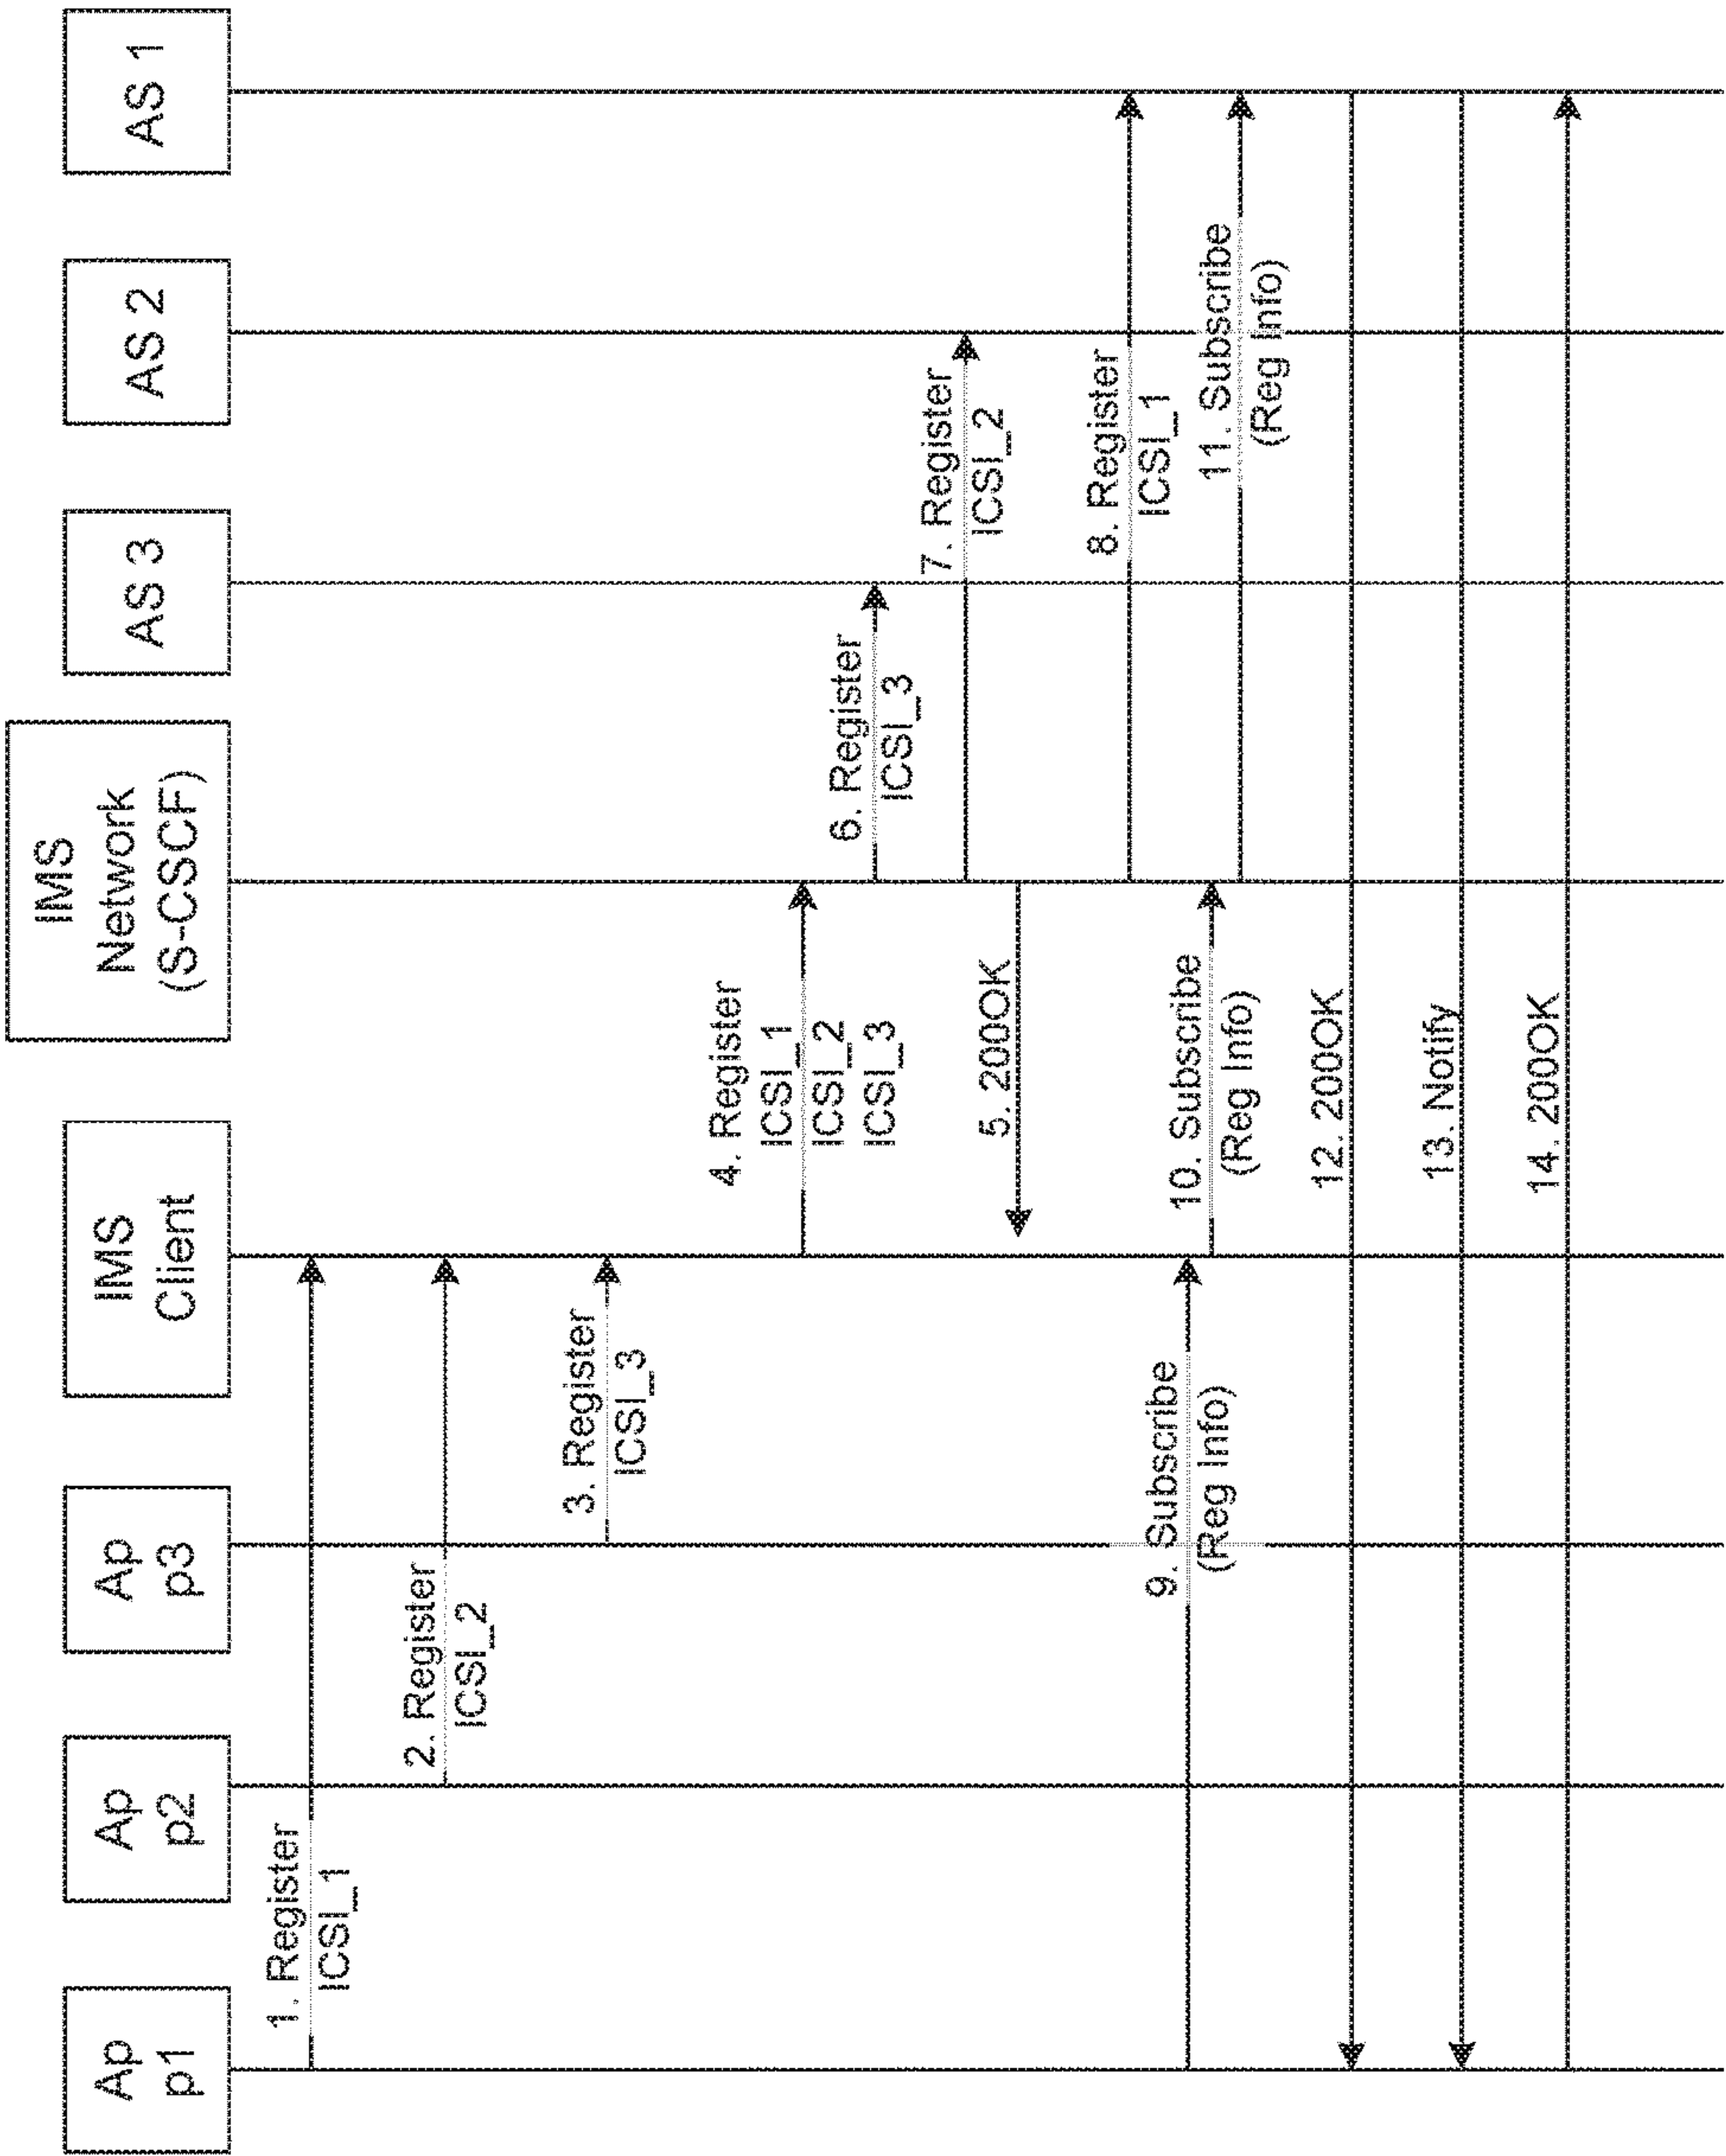 Ap
p1
Ap
p2
Ap
p3
IMS
Client
IMS
Network
(S-CSCF)
AS 3
AS 2
AS 1
1. Register
ICSI_1
2. Register
ICSI_2
3. Register
ICSI_3
4. Register
ICSI_1
ICSI_2
ICSI_3
6. Register
ICSI_3
7. Register
ICSI_2
5. 200OK
8. Register
ICSI_1
9. Subscribe
(Reg Info)
10. Subscribe
(Reg Info)
11. Subscribe
(Reg Info)
12. 200OK
13. Notify
14. 200OK